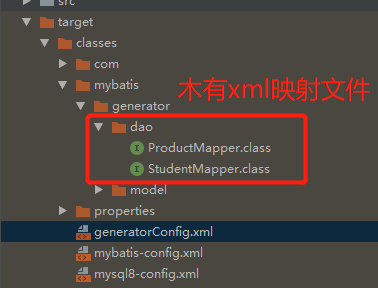 src
target
classes
com
mybatis
木有xml映射文件
generator
dao
ProductMapper.class
StudentMapper.class
model
properties
generatorConfig.xml
mybatis-config.xml
mysql8-config.xml